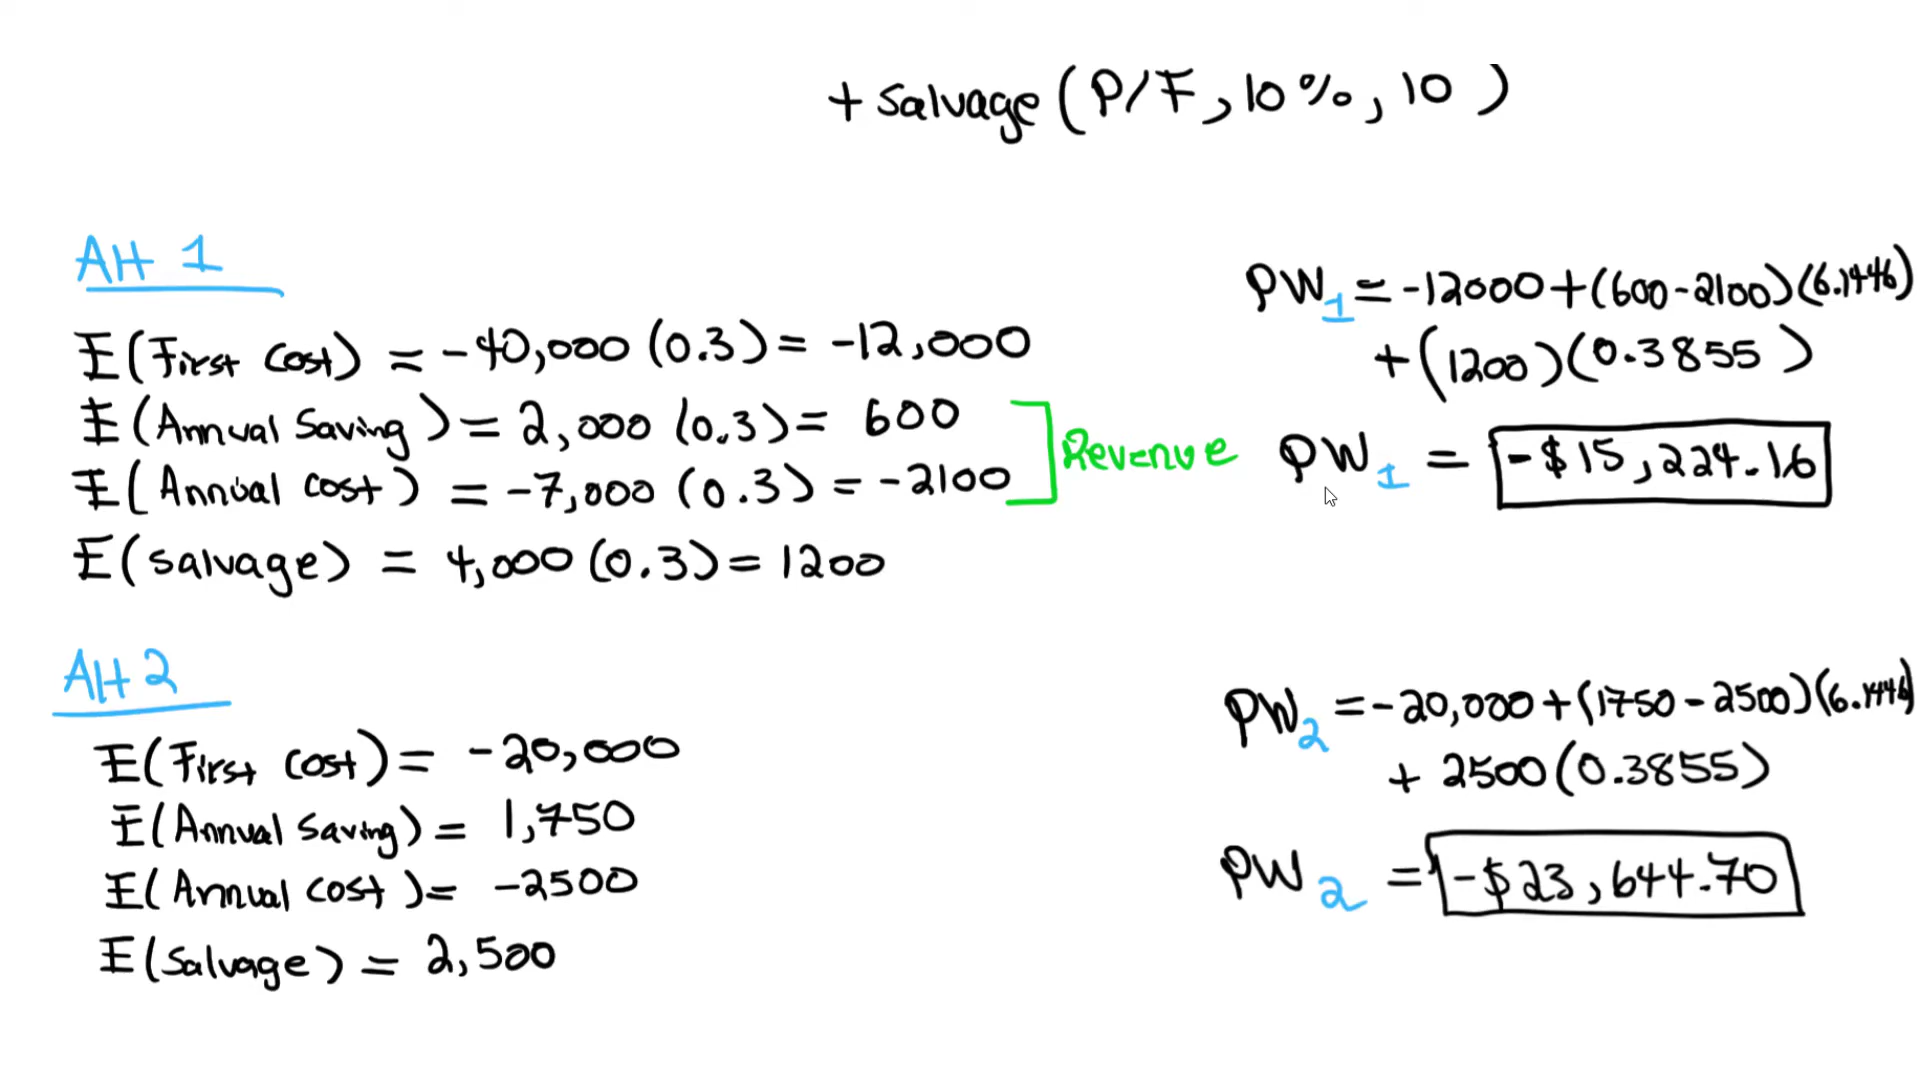 + Salvage (P/F, 10%, 10)
Alt 1
E(First Cost) = -40,000 (0.3) = -12,000
E(Annual Saving) = 2,000 (0.3) = 600
E(Annual cost) = -7,000 (0.3) = -2100
Revenue
E(Salvage) = 4,000 (0.3) = 1200
PW1 = -12000 + (600-2100)(6.1446)
+ (1200)(0.3855)
PW1 = -$15,224.16
Alt 2
E(First Cost) = -20,000
E(Annual Saving) = 1,750
E(Annual cost) = -2500
E(Salvage) = 2,500
PW2 = -20,000 + (1750 - 2500)(6.1446)
+ 2500(0.3855)
PW2 = -$23,644.70